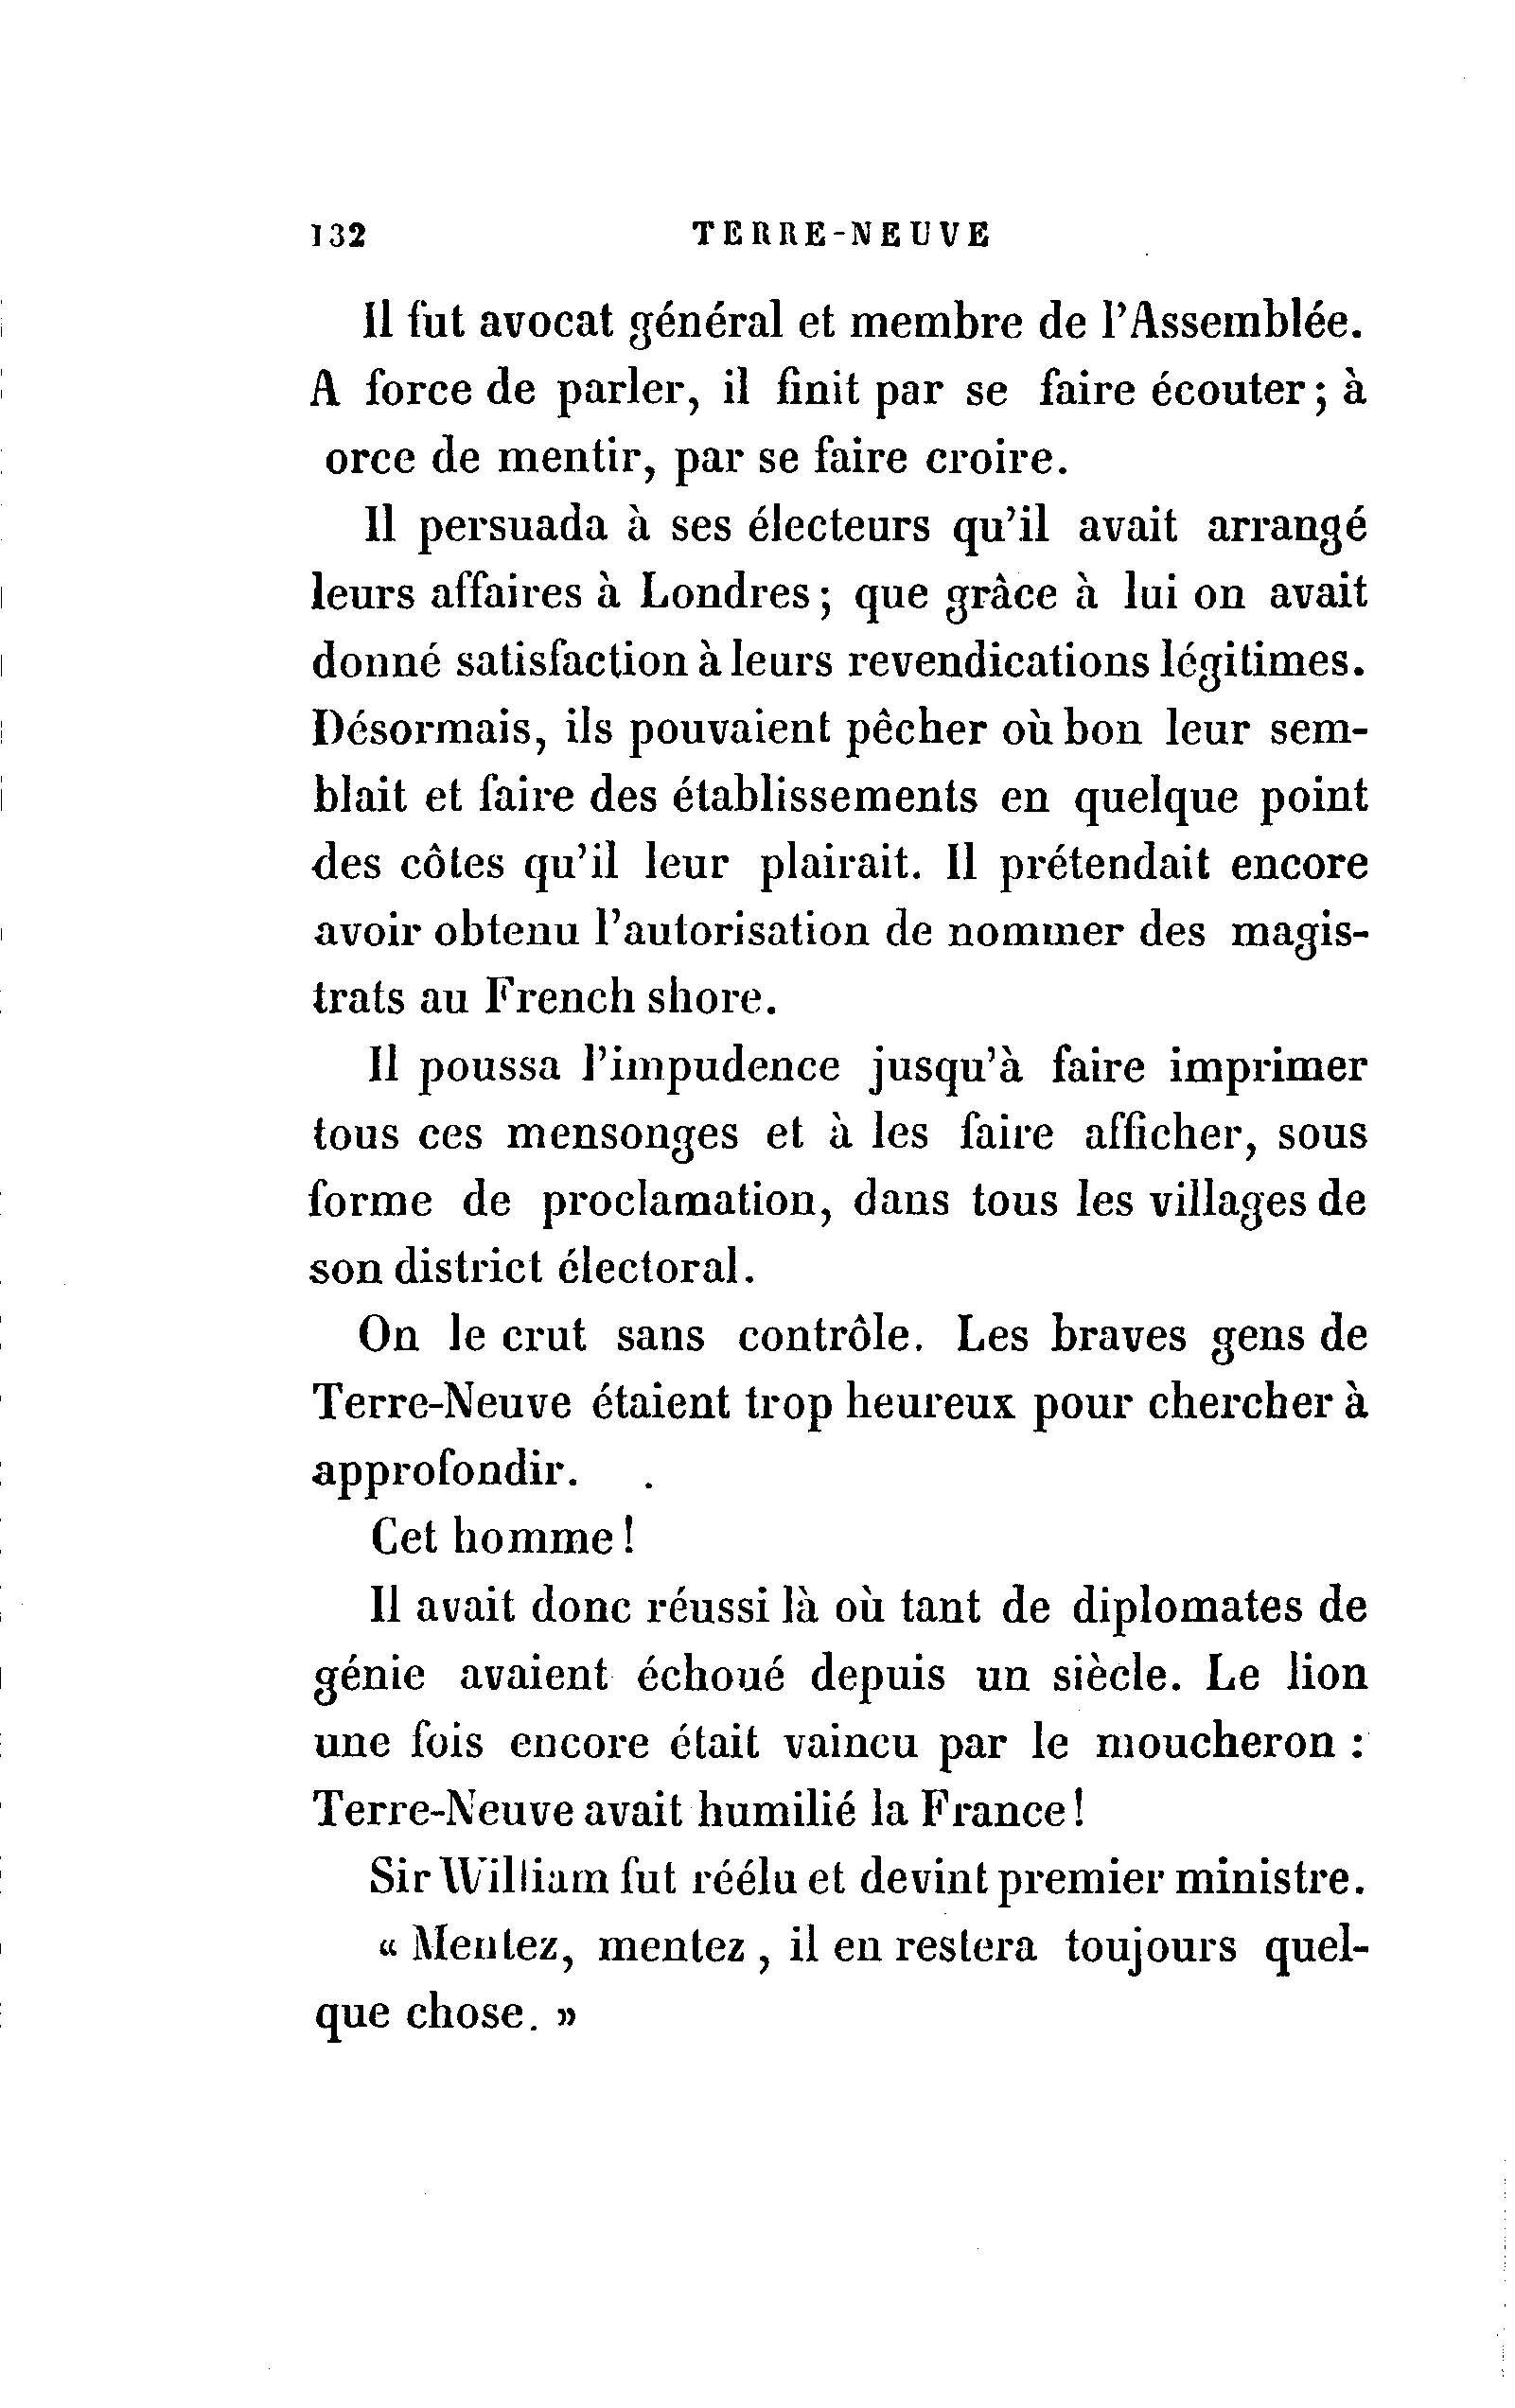 132 TERRE-NEUVE
Il fut avocat général et membre de l'Assemblée.
A force de parler, il finit par se faire écouter ; à
orce de mentir, par se faire croire.
Il persuada à ses électeurs qu'il avait arrangé
leurs affaires à Londres ; que grâce à lui on avait
donné satisfaction à leurs revendications légitimes.
Désormais, ils pouvaient pêcher où bon leur sem-
blait et faire des établissements en quelque point
des côtes qu'il leur plairait. Il prétendait encore
avoir obtenu l'autorisation de nommer des magis-
trats au French shore.
Il poussa l'impudence jusqu'à faire imprimer
tous ces mensonges et à les faire afficher, sous
forme de proclamation, dans tous les villages de
son district électoral.
On le crut sans contrôle. Les braves gens de
Terre-Neuve étaient trop heureux pour chercher à
approfondir.
Cet homme !
Il avait donc réussi là où tant de diplomates de
génie avaient échoué depuis un siècle. Le lion
une fois encore était vaincu par le moucheron :
Terre-Neuve avait humilié la France !
Sir William fut réélu et devint premier ministre.
« Mentez, mentez, il en restera toujours quel-
que chose. »